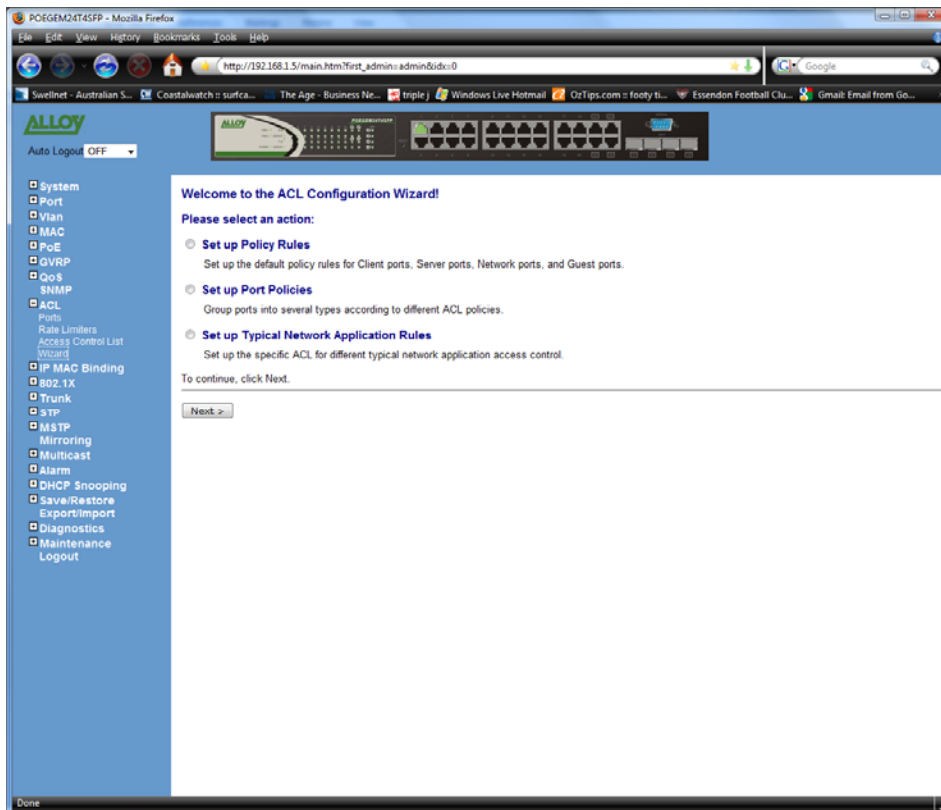 POEGEM24T4SFP - Mozilla Firefox
File Edit View History Bookmarks Tools Help
http://192.168.1.5/main.htm?first_admin=admin&idx=0
Google
Swellnet - Australian S... Coastalwatch :: surfca... The Age - Business Ne... triple j Windows Live Hotmail OzTips.com :: footy ti... Essendon Football Clu... Gmail: Email from Go...
ALLOY
Auto Logout OFF
ALLOY POEGEM24T4SFP
System
Port
Vlan
MAC
PoE
GVRP
QoS
SNMP
ACL
Ports
Rate Limiters
Access Control List
Wizard
IP MAC Binding
802.1X
Trunk
STP
MSTP
Mirroring
Multicast
Alarm
DHCP Snooping
Save/Restore
Export/Import
Diagnostics
Maintenance
Logout
Welcome to the ACL Configuration Wizard!
Please select an action:
Set up Policy Rules
Set up the default policy rules for Client ports, Server ports, Network ports, and Guest ports.
Set up Port Policies
Group ports into several types according to different ACL policies.
Set up Typical Network Application Rules
Set up the specific ACL for different typical network application access control.
To continue, click Next.
Next >
Done